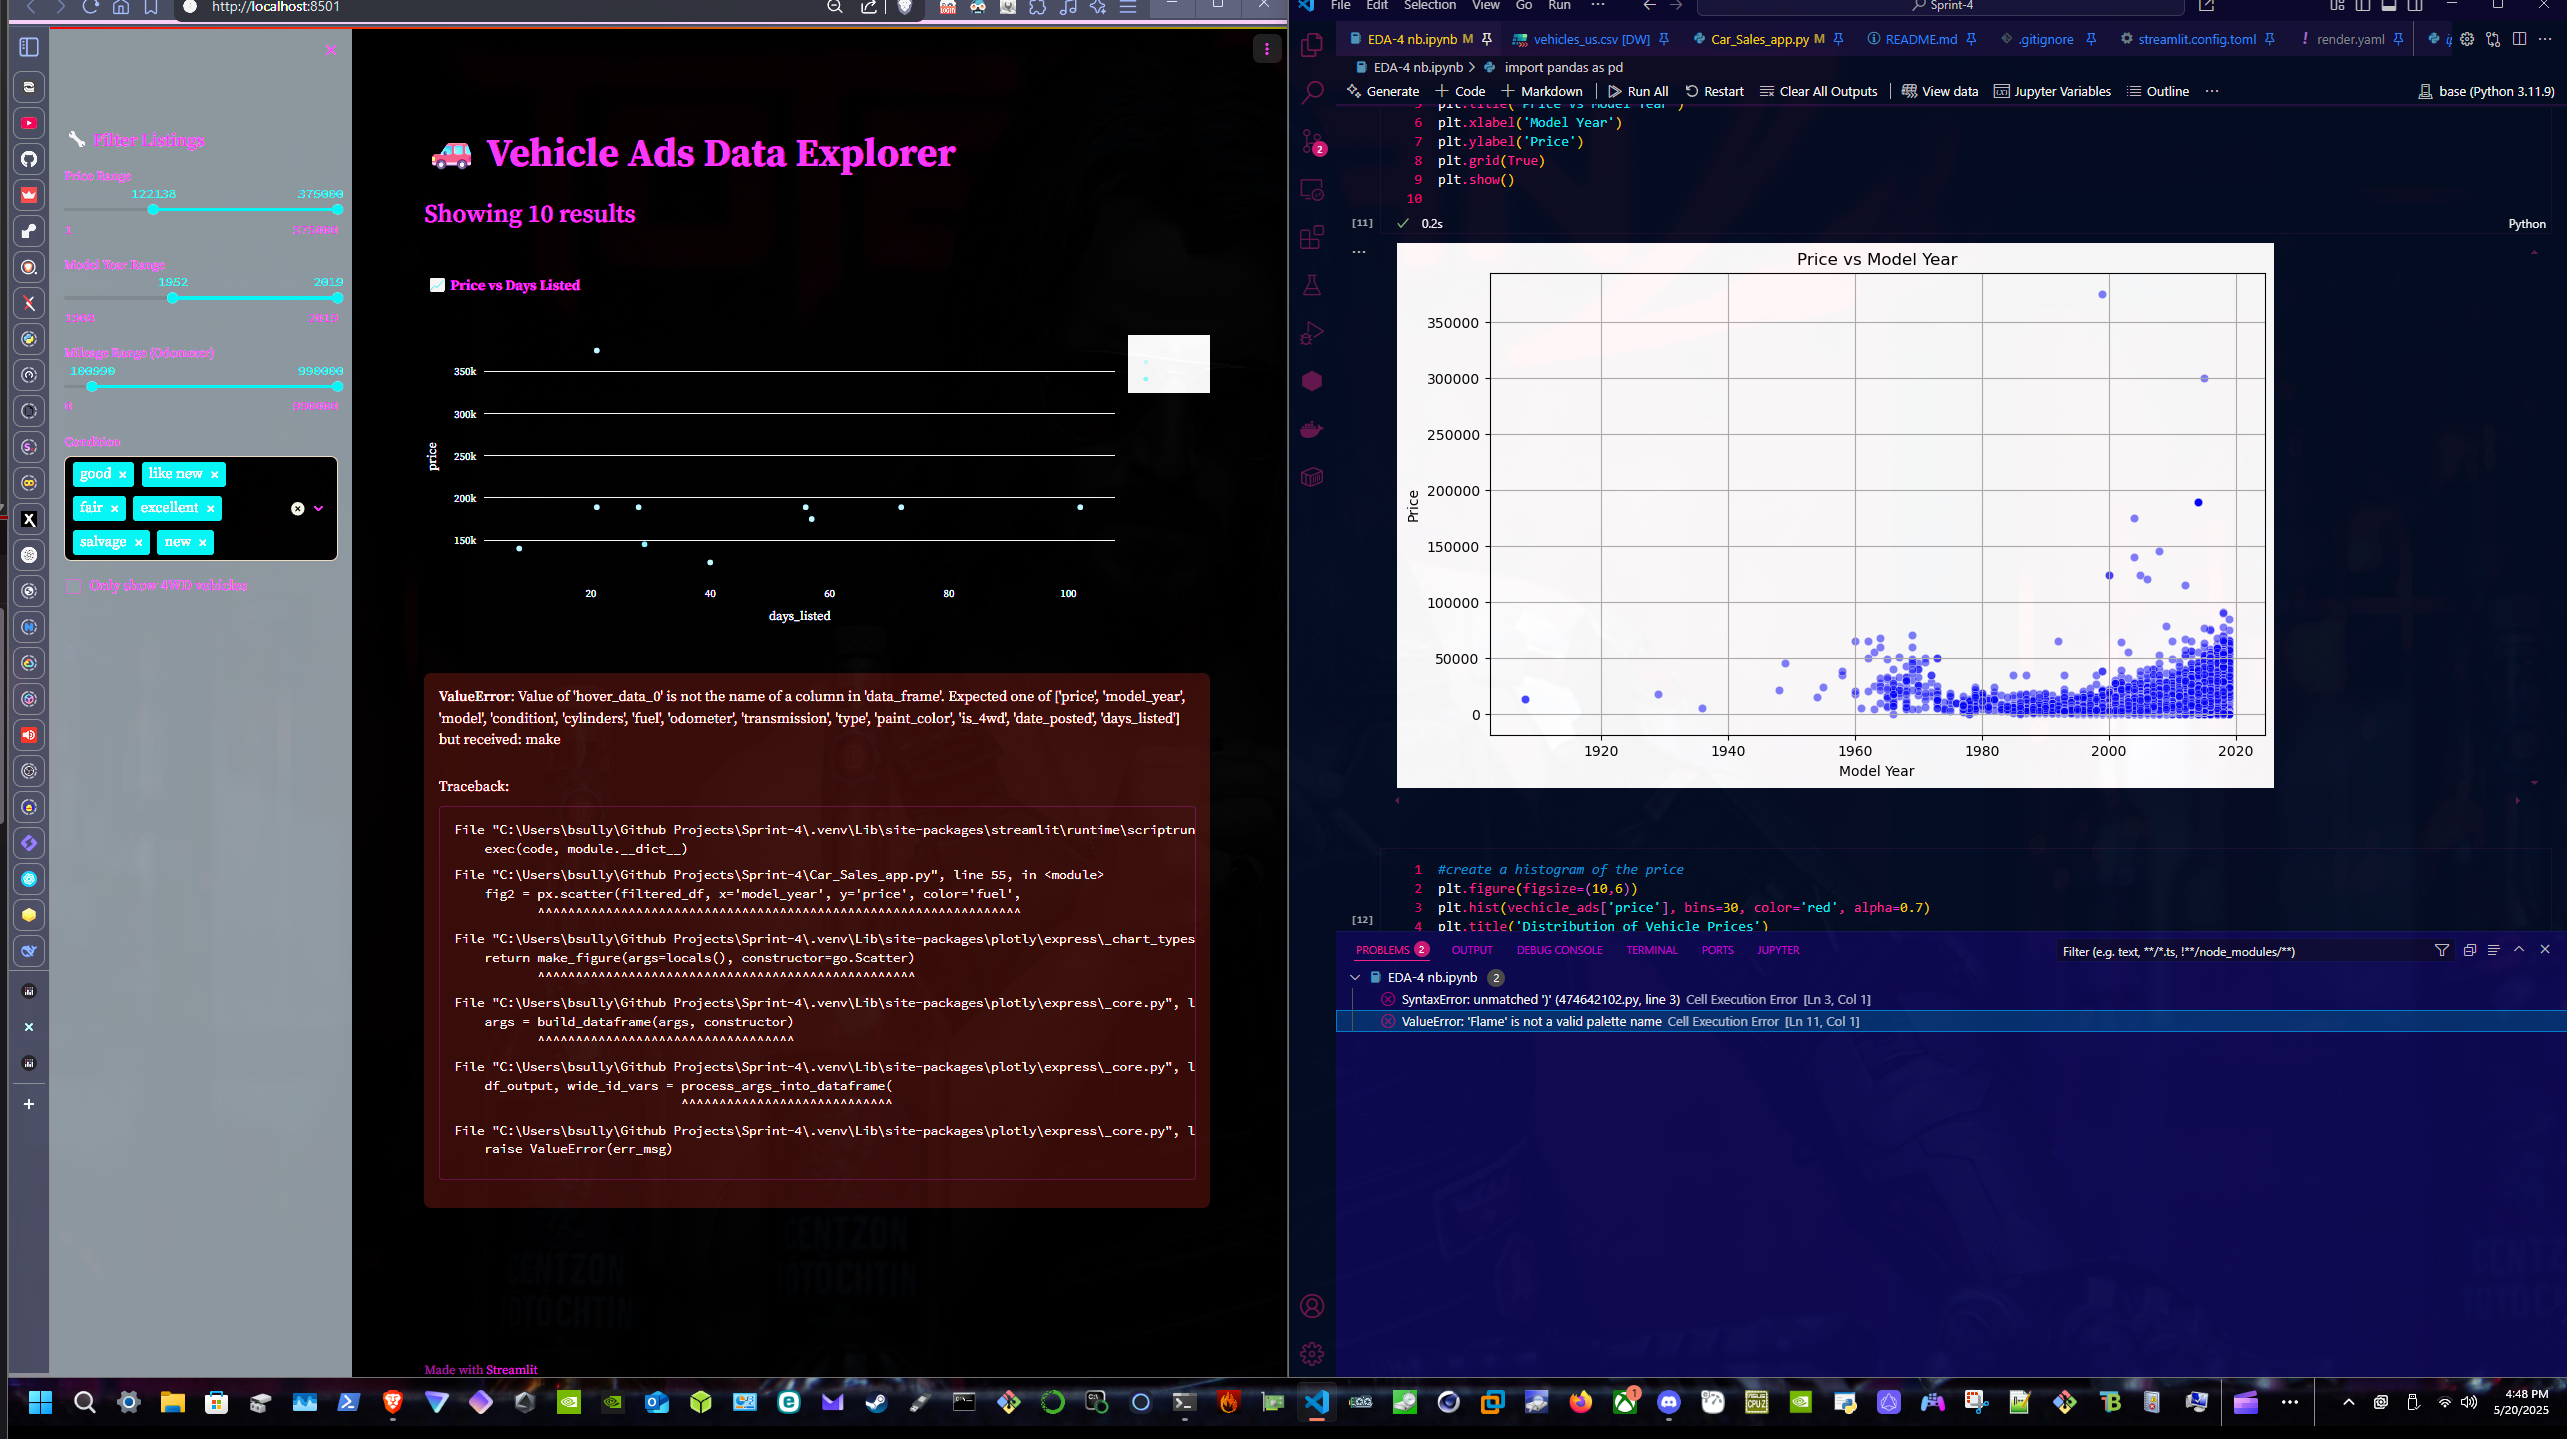 http://localhost:8501
Filter Listings
Price Range
122138 375000
Model Year Range
1952 2019
Mileage Range (Odometer)
100990 990000
Condition
good × like new ×
fair × excellent ×
salvage × new ×
Only show 4WD vehicles
Vehicle Ads Data Explorer
Showing 10 results
Price vs Days Listed
350k
300k
250k
200k
150k
price
20 40 60 80 100
days_listed
ValueError: Value of 'hover_data_0' is not the name of a column in 'data_frame'. Expected one of ['price', 'model_year',
'model', 'condition', 'cylinders', 'fuel', 'odometer', 'transmission', 'type', 'paint_color', 'is_4wd', 'date_posted', 'days_listed']
but received: make
Traceback:
File "C:\Users\bsully\Github Projects\Sprint-4\.venv\Lib\site-packages\streamlit\runtime\scriptrun
exec(code, module.__dict__)
File "C:\Users\bsully\Github Projects\Sprint-4\Car_Sales_app.py", line 55, in <module>
fig2 = px.scatter(filtered_df, x='model_year', y='price', color='fuel',
File "C:\Users\bsully\Github Projects\Sprint-4\.venv\Lib\site-packages\plotly\express\_chart_types
return make_figure(args=locals(), constructor=go.Scatter)
File "C:\Users\bsully\Github Projects\Sprint-4\.venv\Lib\site-packages\plotly\express\_core.py", l
args = build_dataframe(args, constructor)
File "C:\Users\bsully\Github Projects\Sprint-4\.venv\Lib\site-packages\plotly\express\_core.py", l
df_output, wide_id_vars = process_args_into_dataframe(
File "C:\Users\bsully\Github Projects\Sprint-4\.venv\Lib\site-packages\plotly\express\_core.py", l
raise ValueError(err_msg)
CENTZON
TOTOCHTIN
Made with Streamlit
File Edit Selection View Go Run ··· Sprint-4
EDA-4 nb.ipynb M vehicles_us.csv [DW] Car_Sales_app.py M README.md .gitignore streamlit.config.toml ! render.yaml
EDA-4 nb.ipynb > import pandas as pd
Generate + Code + Markdown Run All Restart Clear All Outputs View data Jupyter Variables Outline ··· base (Python 3.11.9)
5 plt.title('Price vs Model Year')
6 plt.xlabel('Model Year')
7 plt.ylabel('Price')
8 plt.grid(True)
9 plt.show()
10
[11] 0.2s Python
Price vs Model Year
350000
300000
250000
200000
150000
100000
50000
0
Price
1920 1940 1960 1980 2000 2020
Model Year
1 #create a histogram of the price
2 plt.figure(figsize=(10,6))
3 plt.hist(vechicle_ads['price'], bins=30, color='red', alpha=0.7)
[12]
4 plt.title('Distribution of Vehicle Prices')
PROBLEMS 2 OUTPUT DEBUG CONSOLE TERMINAL PORTS JUPYTER Filter (e.g. text, **/*.ts, !**/node_modules/**)
EDA-4 nb.ipynb 2
SyntaxError: unmatched ')' (474642102.py, line 3) Cell Execution Error [Ln 3, Col 1]
ValueError: 'Flame' is not a valid palette name Cell Execution Error [Ln 11, Col 1]
4:48 PM
5/20/2025